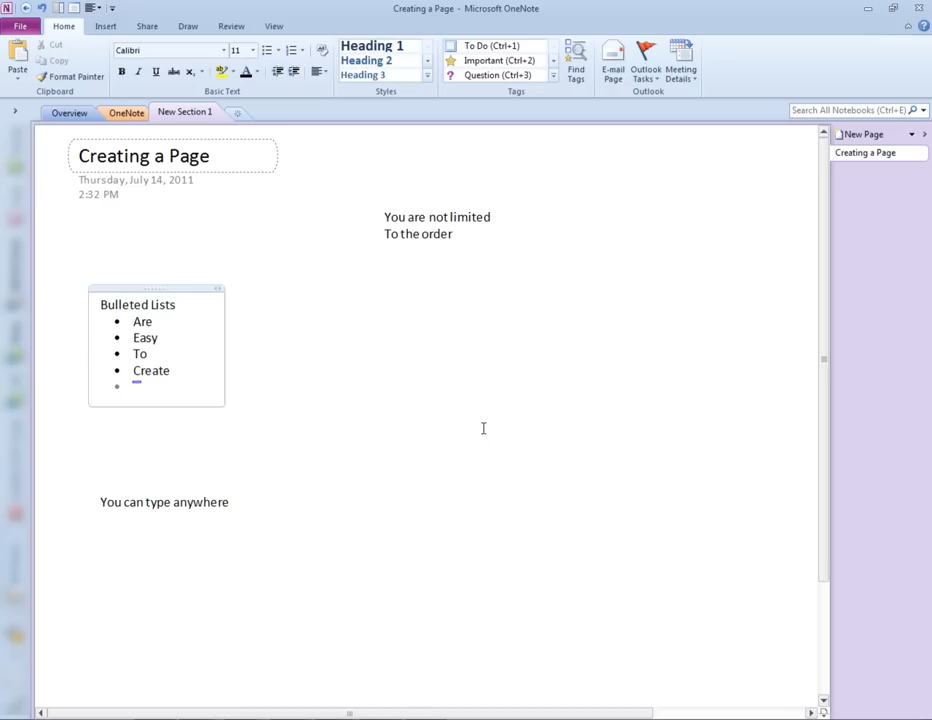 Creating a Page - Microsoft OneNote
File Home Insert Share Draw Review View
Paste
Cut
Copy
Format Painter
Clipboard
Calibri 11
B I U abc x₂ ab A
Basic Text
Heading 1
Heading 2
Heading 3
Styles
To Do (Ctrl+1)
Important (Ctrl+2)
Question (Ctrl+3)
Tags
Find
Tags
E-mail
Page
Outlook
Tasks
Meeting
Details
Outlook
Overview OneNote New Section 1
Search All Notebooks (Ctrl+E)
New Page
Creating a Page
Creating a Page
Thursday, July 14, 2011
2:32 PM
You are not limited
To the order
Bulleted Lists
• Are
• Easy
• To
• Create
•
You can type anywhere